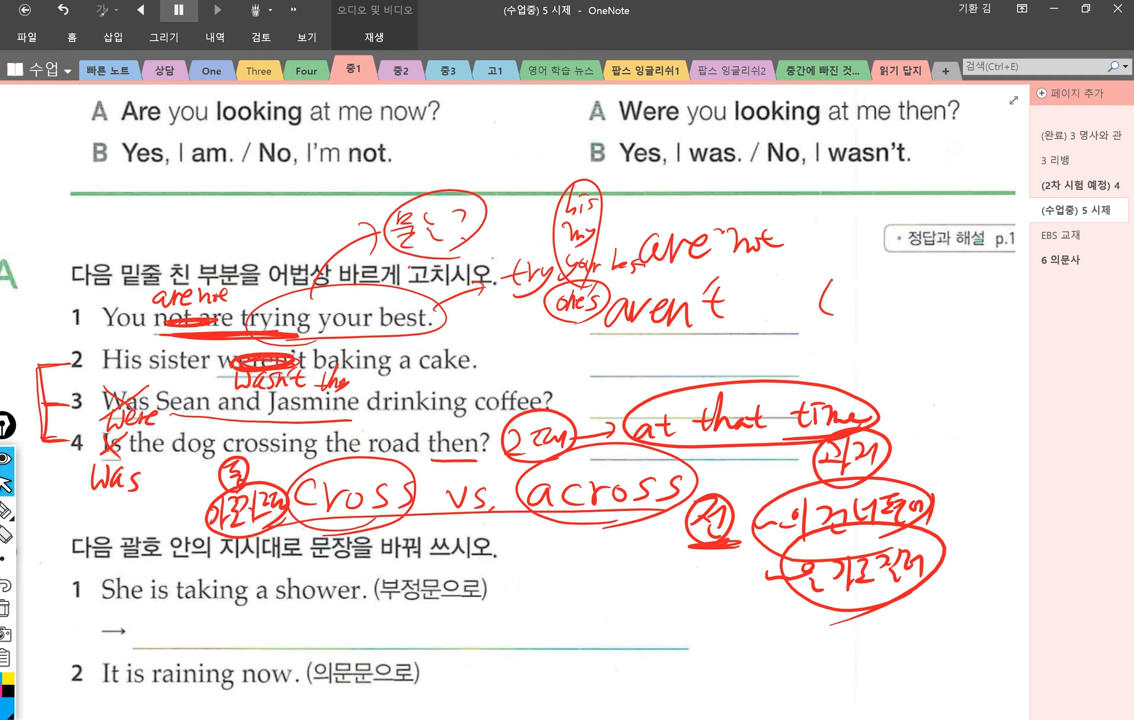 오디오 및 비디오
(수업중) 5 시제 - OneNote
기환 김
파일 홈 삽입 그리기 내역 검토 보기 재생
수업 빠른 노트 상담 One Three Four 중1 중2 중3 고1 영어 학습 뉴스 팝스 잉글리쉬1 팝스 잉글리쉬2 중간에 빠진 것... 읽기 답지 + 검색(Ctrl+E)
페이지 추가
(완료) 3 명사와 관
3 리뱅
(2차 시험 예정) 4
(수업중) 5 시제
EBS 교재
6 의문사
A Are you looking at me now?
B Yes, I am. / No, I'm not.
A Were you looking at me then?
B Yes, I was. / No, I wasn't.
정답과 해설 p.1
A
다음 밑줄 친 부분을 어법상 바르게 고치시오.
his
my
try your best
one's
are not
aren't
are not
1 You not are trying your best.
2 His sister weren't baking a cake.
wasn't
3 Was Sean and Jasmine drinking coffee?
were
4 Is the dog crossing the road then?
was
그때 → at that time
과거
동
cross vs. across
전
~의 건너편에
~을 가로질러
다음 괄호 안의 지시대로 문장을 바꿔 쓰시오.
1 She is taking a shower. (부정문으로)
→
2 It is raining now. (의문문으로)